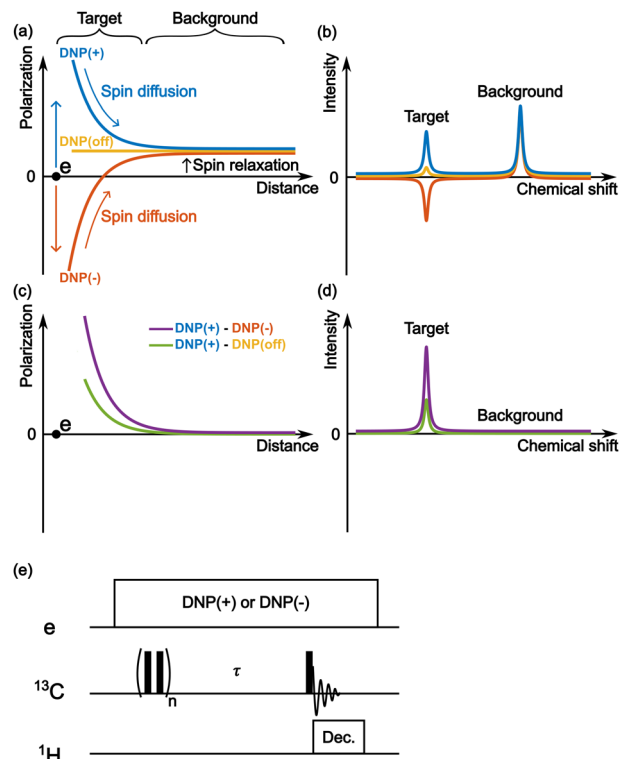 Target Background
(a)
DNP(+)
Polarization
Spin diffusion
DNP(off)
e
↑Spin relaxation
0
Distance
Spin diffusion
DNP(-)
(b)
Intensity
Background
Target
0
Chemical shift
(c)
Polarization
DNP(+) - DNP(-)
DNP(+) - DNP(off)
e
0
Distance
(d)
Intensity
Target
Background
0
Chemical shift
(e)
DNP(+) or DNP(-)
e
¹³C
( )n
τ
Dec.
¹H